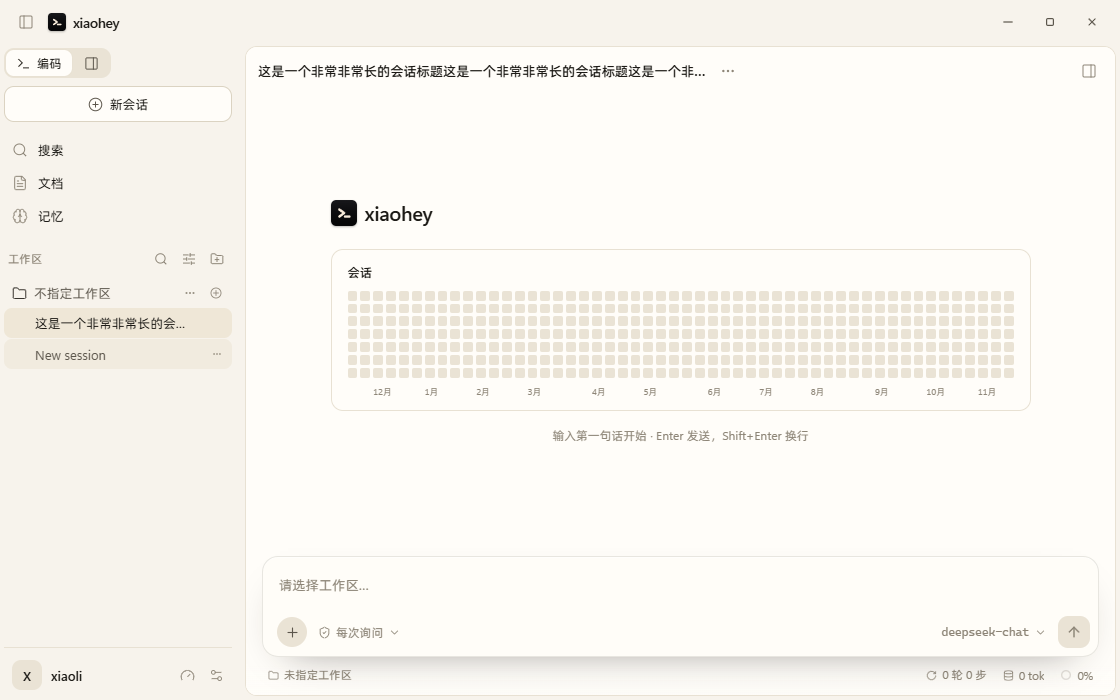 xiaohey
编码
新会话
搜索
文档
记忆
工作区
不指定工作区
这是一个非常非常长的会...
New session
X
xiaoli
这是一个非常非常长的会话标题这是一个非常非常长的会话标题这是一个非...
xiaohey
会话
12月 1月 2月 3月 4月 5月 6月 7月 8月 9月 10月 11月
输入第一句话开始 · Enter 发送，Shift+Enter 换行
请选择工作区...
每次询问
deepseek-chat
未指定工作区
0 轮 0 步
0 tok
0%